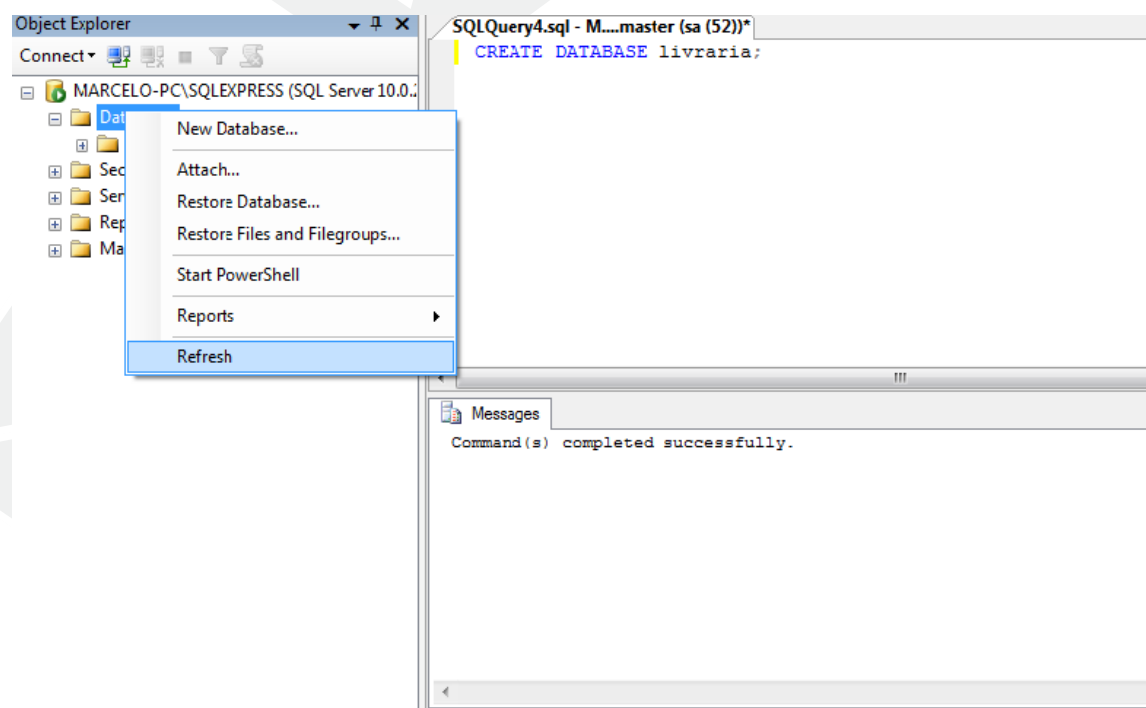 Object Explorer
Connect
MARCELO-PC\SQLEXPRESS (SQL Server 10.0.2
Dat
Sec
Ser
Rep
Ma
New Database...
Attach...
Restore Database...
Restore Files and Filegroups...
Start PowerShell
Reports
Refresh
SQLQuery4.sql - M....master (sa (52))*
CREATE DATABASE livraria;
Messages
Command(s) completed successfully.